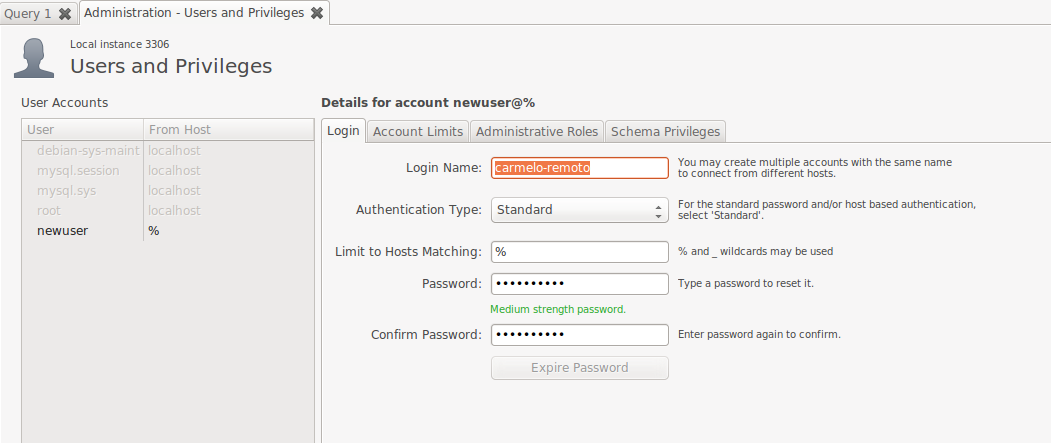 Query 1
Administration - Users and Privileges
Local instance 3306
Users and Privileges
User Accounts
User From Host
debian-sys-maint localhost
mysql.session localhost
mysql.sys localhost
root localhost
newuser %
Details for account newuser@%
Login Account Limits Administrative Roles Schema Privileges
Login Name: carmelo-remoto You may create multiple accounts with the same name
to connect from different hosts.
Authentication Type: Standard For the standard password and/or host based authentication,
select 'Standard'.
Limit to Hosts Matching: % % and _ wildcards may be used
Password: •••••••••• Type a password to reset it.
Medium strength password.
Confirm Password: •••••••••• Enter password again to confirm.
Expire Password